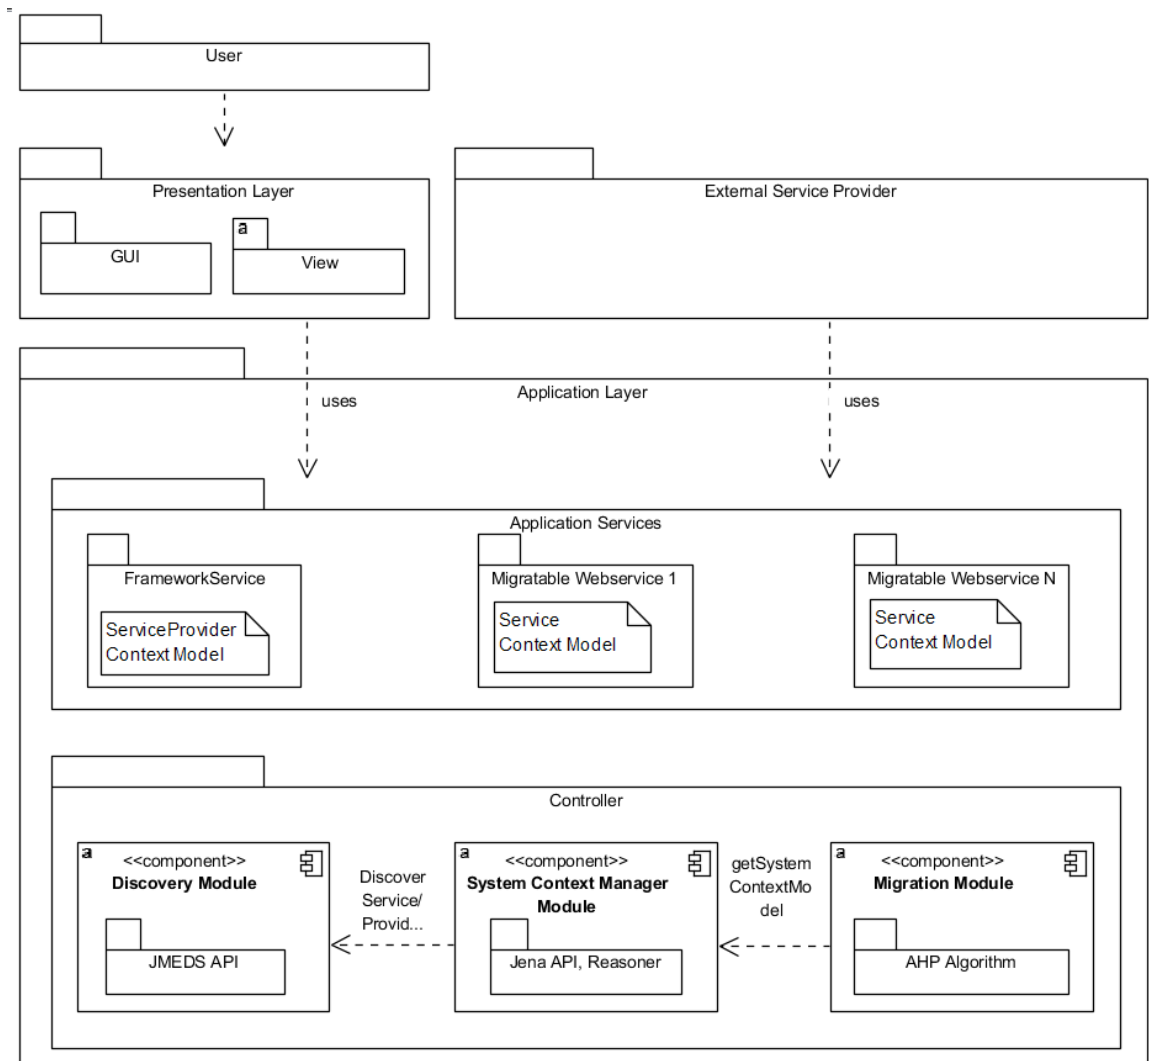 User
Presentation Layer
External Service Provider
GUI
a
View
Application Layer
uses
uses
Application Services
FrameworkService
Migratable Webservice 1
Migratable Webservice N
ServiceProvider
Context Model
Service
Context Model
Service
Context Model
Controller
a
<<component>>
Discovery Module
JMEDS API
Discover
Service/
Provid...
a
<<component>>
System Context Manager
Module
Jena API, Reasoner
getSystem
ContextMo
del
a
<<component>>
Migration Module
AHP Algorithm